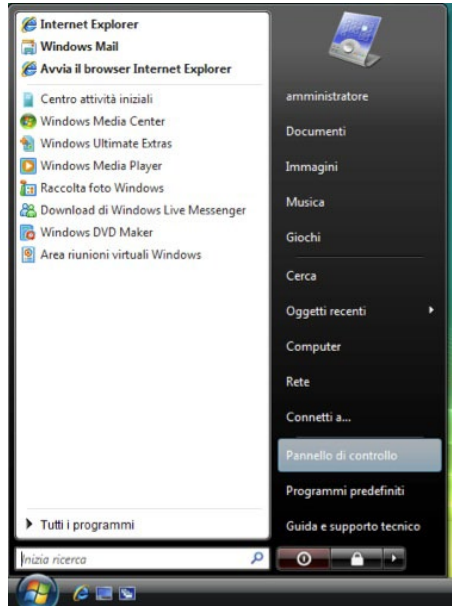 Internet Explorer
Windows Mail
Avvia il browser Internet Explorer
Centro attività iniziali
Windows Media Center
Windows Ultimate Extras
Windows Media Player
Raccolta foto Windows
Download di Windows Live Messenger
Windows DVD Maker
Area riunioni virtuali Windows
Tutti i programmi
Inizia ricerca
amministratore
Documenti
Immagini
Musica
Giochi
Cerca
Oggetti recenti
Computer
Rete
Connetti a...
Pannello di controllo
Programmi predefiniti
Guida e supporto tecnico